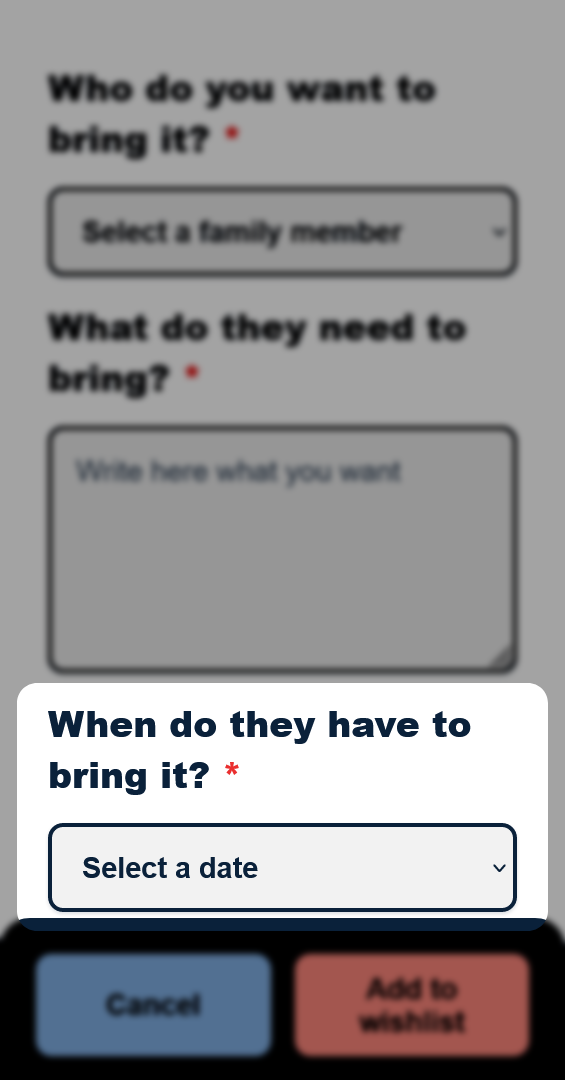 Who do you want to
bring it? *
Select a family member
What do they need to
bring? *
Write here what you want
When do they have to
bring it? *
Select a date
Cancel
Add to
wishlist